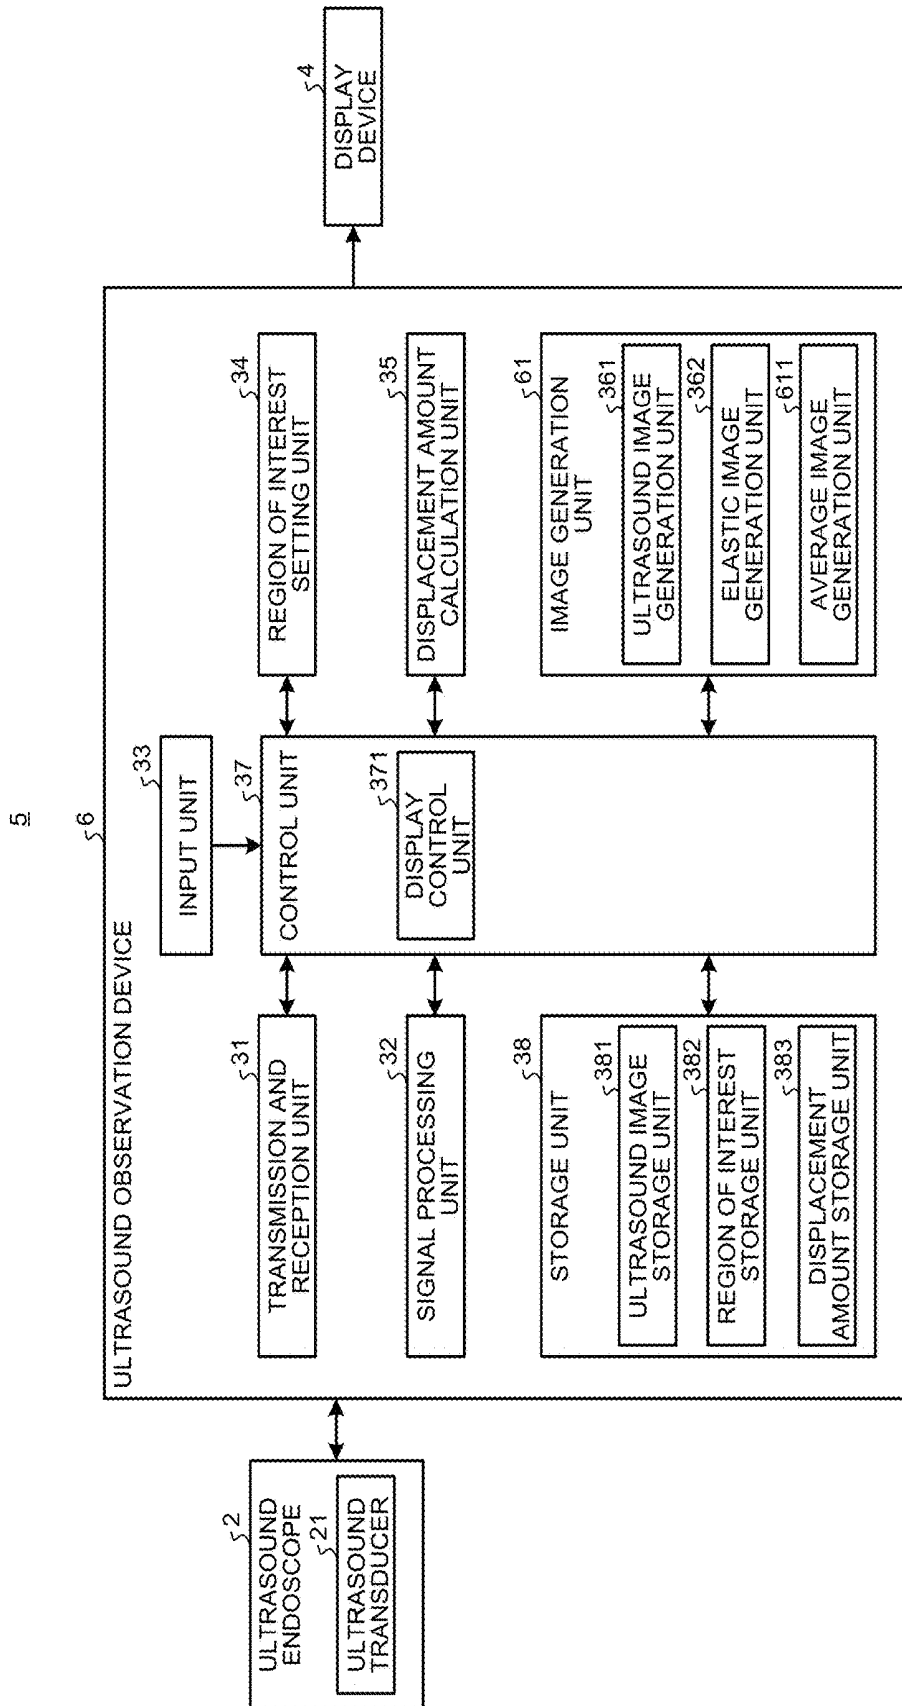 5
6
ULTRASOUND OBSERVATION DEVICE
2
ULTRASOUND
ENDOSCOPE
21
ULTRASOUND
TRANSDUCER
31
TRANSMISSION AND
RECEPTION UNIT
32
SIGNAL PROCESSING
UNIT
38
STORAGE UNIT
381
ULTRASOUND IMAGE
STORAGE UNIT
382
REGION OF INTEREST
STORAGE UNIT
383
DISPLACEMENT
AMOUNT STORAGE UNIT
33
INPUT UNIT
37
CONTROL UNIT
371
DISPLAY
CONTROL
UNIT
34
REGION OF INTEREST
SETTING UNIT
35
DISPLACEMENT AMOUNT
CALCULATION UNIT
61
IMAGE GENERATION
UNIT
361
ULTRASOUND IMAGE
GENERATION UNIT
362
ELASTIC IMAGE
GENERATION UNIT
611
AVERAGE IMAGE
GENERATION UNIT
4
DISPLAY
DEVICE